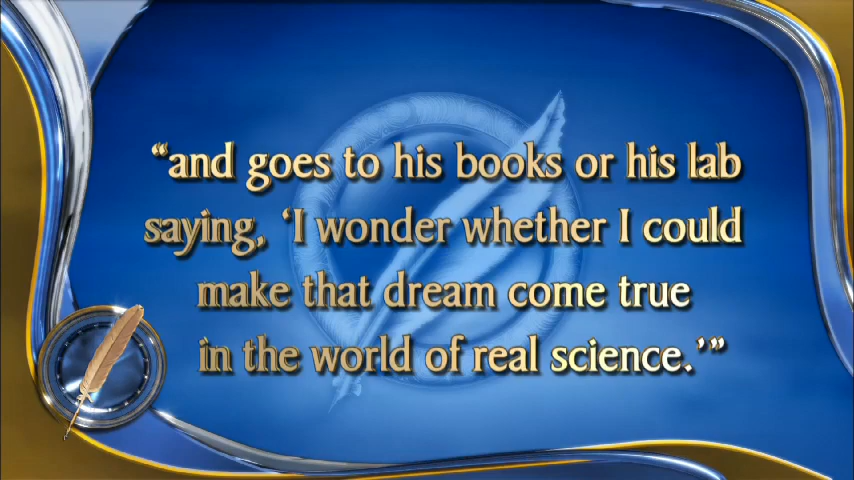 “and goes to his books or his lab
saying, ‘I wonder whether I could
make that dream come true
in the world of real science.’”